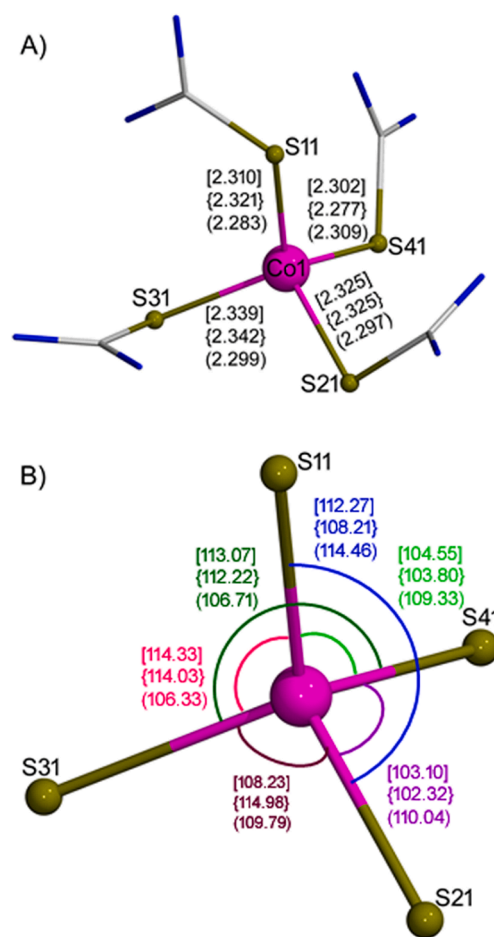 A)
S11
[2.310]
{2.321}
(2.283)
[2.302]
{2.277}
(2.309)
S41
Co1
S31
[2.339]
{2.342}
(2.299)
[2.325]
{2.325}
(2.297)
S21
B)
S11
[112.27]
{108.21}
(114.46)
[113.07]
{112.22}
(106.71)
[104.55]
{103.80}
(109.33)
S41
[114.33]
{114.03}
(106.33)
S31
[108.23]
{114.98}
(109.79)
[103.10]
{102.32}
(110.04)
S21